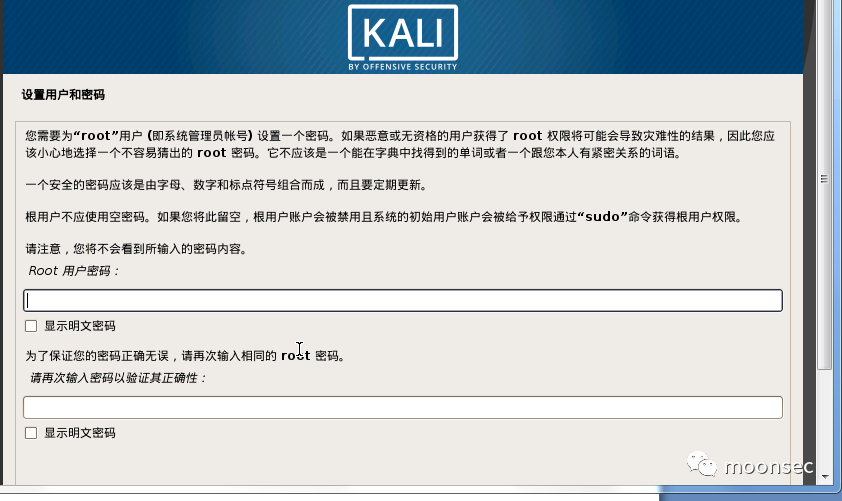 KALI
BY OFFENSIVE SECURITY
设置用户和密码
您需要为“root”用户 (即系统管理员帐号) 设置一个密码。如果恶意或无资格的用户获得了 root 权限将可能会导致灾难性的结果，因此您应
该小心地选择一个不容易猜出的 root 密码。它不应该是一个能在字典中找得到的单词或者一个跟您本人有紧密关系的词语。
一个安全的密码应该是由字母、数字和标点符号组合而成，而且要定期更新。
根用户不应使用空密码。如果您将此留空，根用户账户会被禁用且系统的初始用户账户会被给予权限通过“sudo”命令获得根用户权限。
请注意，您将不会看到所输入的密码内容。
Root 用户密码：
显示明文密码
为了保证您的密码正确无误，请再次输入相同的 root 密码。
请再次输入密码以验证其正确性：
显示明文密码
moonsec